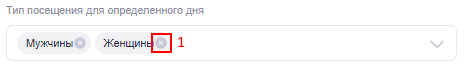 Тип посещения для определенного дня
Мужчины Женщины 1